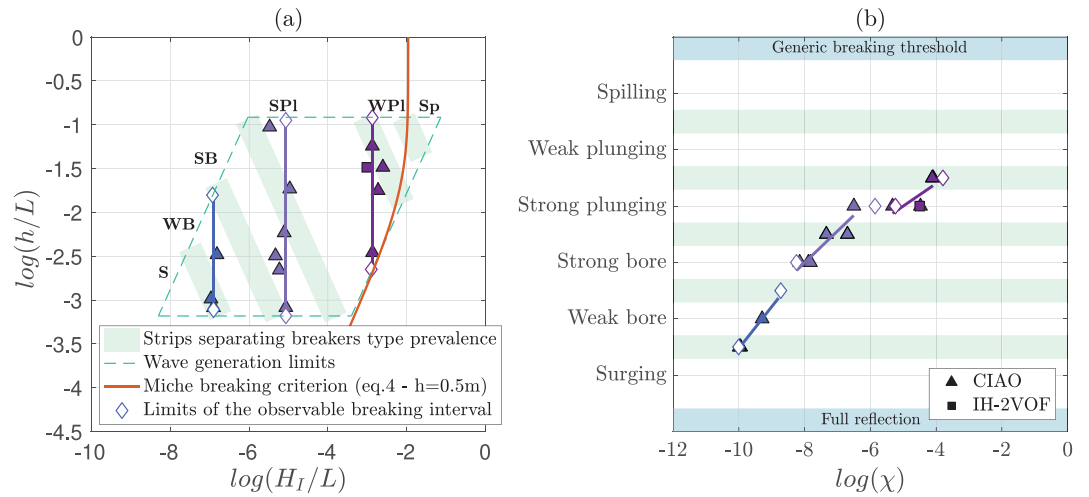 (a)
0
-0.5
-1
-1.5
-2
-2.5
-3
-3.5
-4
-4.5
log(h/L)
SPl
WPl
Sp
SB
WB
S
Strips separating breakers type prevalence
Wave generation limits
Miche breaking criterion (eq.4 - h=0.5m)
Limits of the observable breaking interval
-10
-8
-6
-4
-2
0
log(H_I/L)
(b)
Generic breaking threshold
Spilling
Weak plunging
Strong plunging
Strong bore
Weak bore
Surging
CIAO
IH-2VOF
Full reflection
-12
-10
-8
-6
-4
-2
0
log(χ)